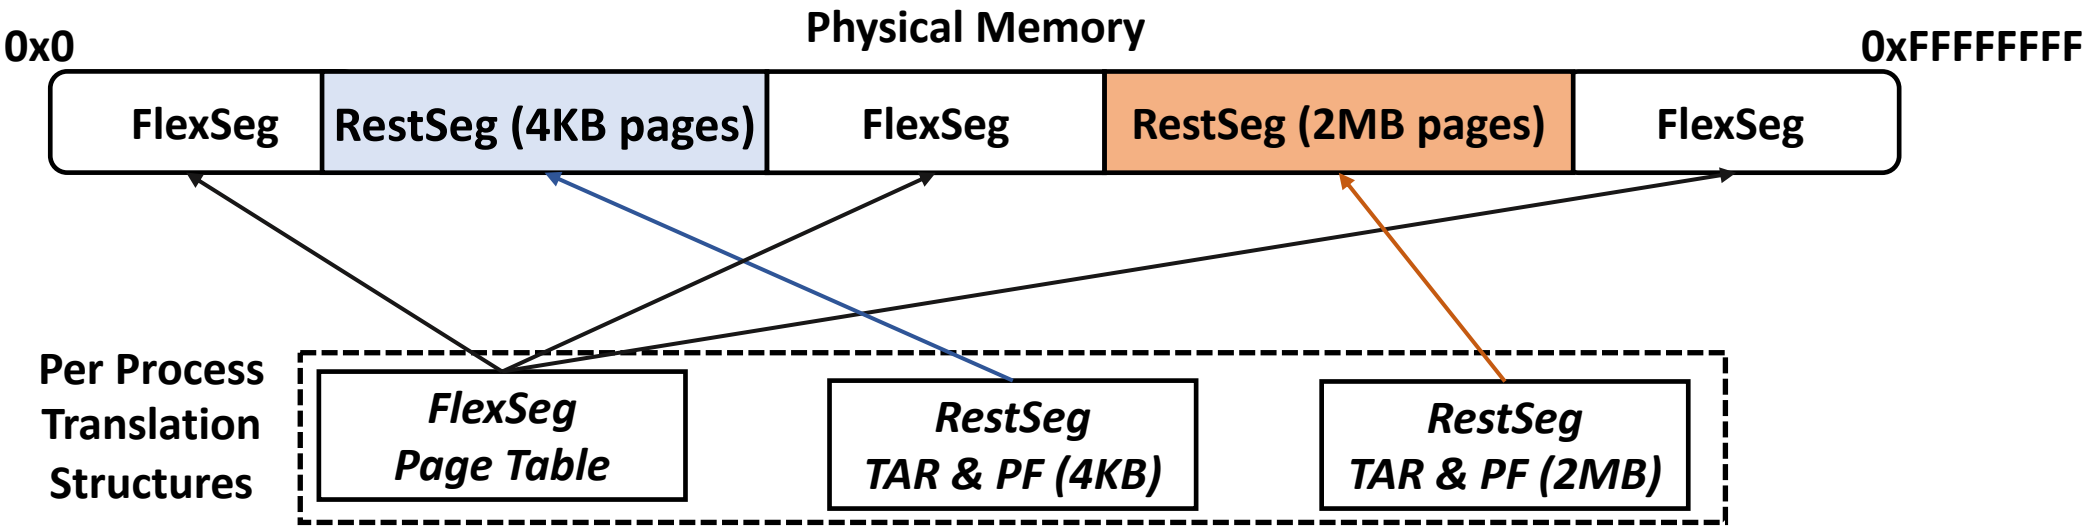 Physical Memory
0x0
0xFFFFFFFF
FlexSeg
RestSeg (4KB pages)
FlexSeg
RestSeg (2MB pages)
FlexSeg
Per Process
Translation
Structures
FlexSeg
Page Table
RestSeg
TAR & PF (4KB)
RestSeg
TAR & PF (2MB)